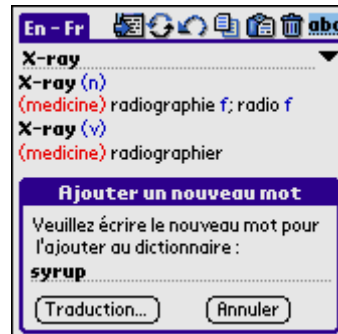 En - Fr abc
X-ray
X-ray (n)
(medicine) radiographie f; radio f
X-ray (v)
(medicine) radiographier
Ajouter un nouveau mot
Veuillez écrire le nouveau mot pour
l'ajouter au dictionnaire :
syrup
Traduction... Annuler